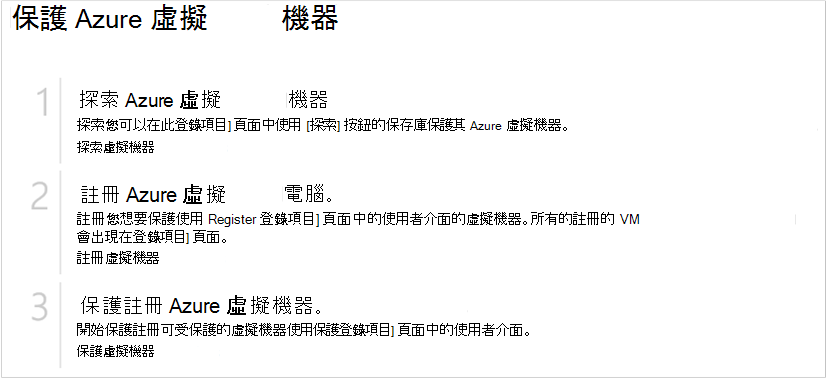 保護 Azure 虛擬 機器
1 探索 Azure 虛擬 機器
探索您可以在此登錄項目] 頁面中使用 [探索] 按鈕的保存庫保護其 Azure 虛擬機器。
探索虛擬機器
2 註冊 Azure 虛擬 電腦。
註冊您想要保護使用 Register 登錄項目] 頁面中的使用者介面的虛擬機器。所有的註冊的 VM
會出現在登錄項目] 頁面。
註冊虛擬機器
3 保護註冊 Azure 虛擬機器。
開始保護註冊可受保護的虛擬機器使用保護登錄項目] 頁面中的使用者介面。
保護虛擬機器